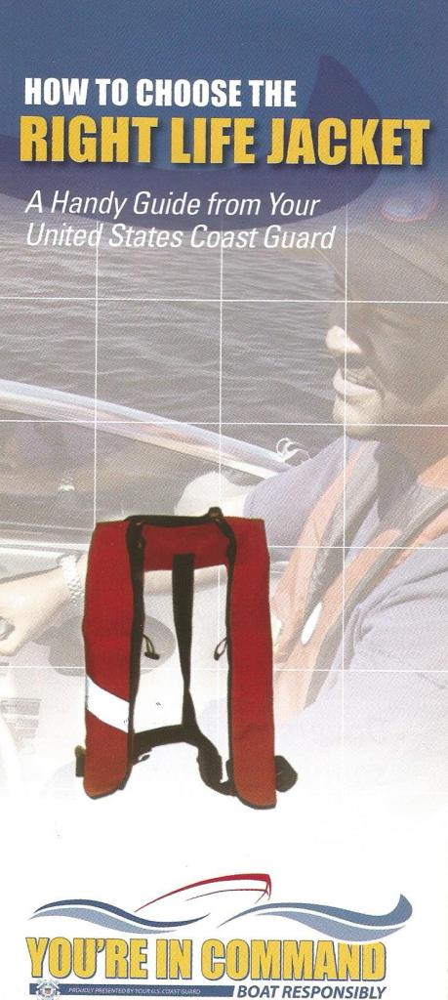 HOW TO CHOOSE THE
RIGHT LIFE JACKET
A Handy Guide from Your
United States Coast Guard
YOU'RE IN COMMAND
PROUDLY PRESENTED BY YOUR U.S. COAST GUARD
BOAT RESPONSIBLY